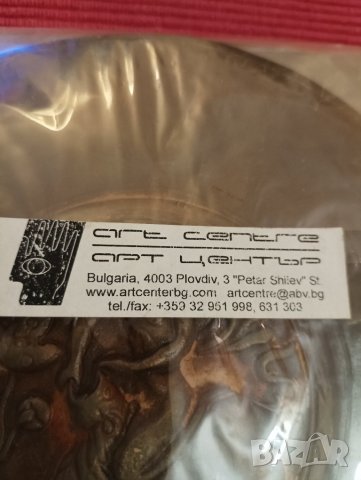 art centre
арт център
Bulgaria, 4003 Plovdiv, 3 "Petar Shilev" St.
www.artcenterbg.com artcentre@abv.bg
tel./fax: +359 32 951 998, 631 303
BAZAR